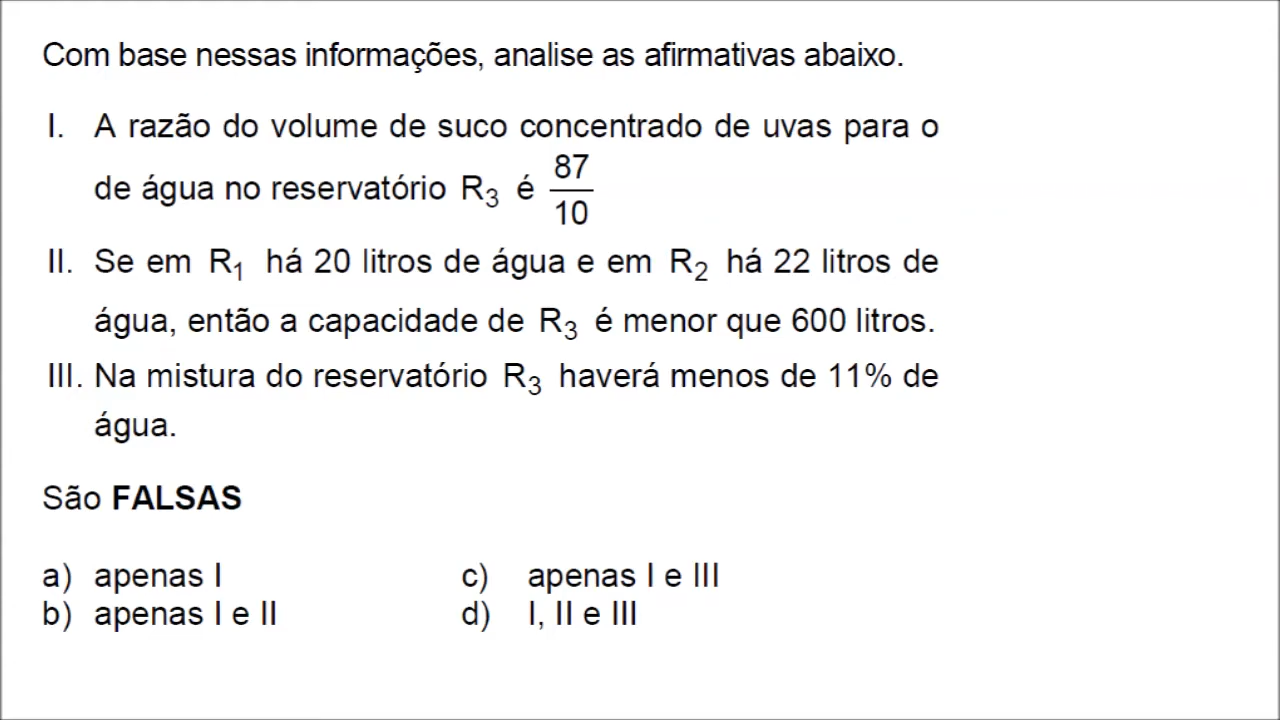 Com base nessas informações, analise as afirmativas abaixo.
I. A razão do volume de suco concentrado de uvas para o
de água no reservatório R₃ é 87/10
II. Se em R₁ há 20 litros de água e em R₂ há 22 litros de
água, então a capacidade de R₃ é menor que 600 litros.
III. Na mistura do reservatório R₃ haverá menos de 11% de
água.
São FALSAS
a) apenas I
b) apenas I e II
c) apenas I e III
d) I, II e III